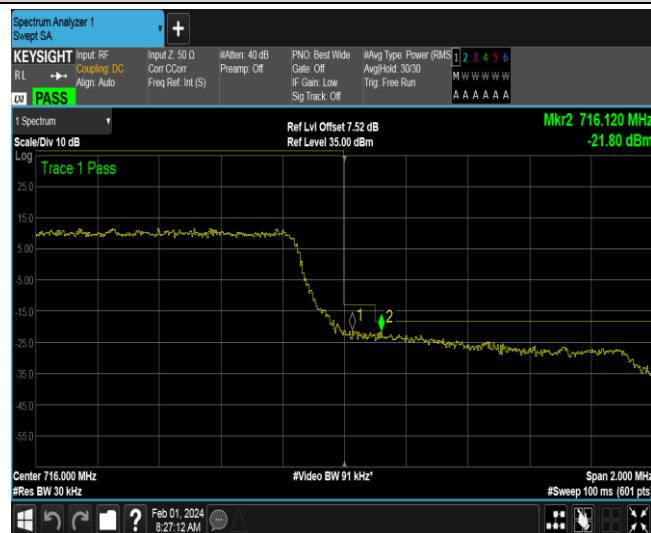 Spectrum Analyzer 1
Swept SA
+
KEYSIGHT
RL
PASS
Input: RF
Coupling: DC
Align: Auto
Input Z: 50 Ω
Corr CCorr
Freq Ref: Int (S)
#Atten: 40 dB
Preamp: Off
PNO: Best Wide
Gate: Off
IF Gain: Low
Sig Track: Off
#Avg Type: Power (RMS
Avg|Hold: 30/30
Trig: Free Run
1 2 3 4 5 6
M W W W W W
A A A A A A
1 Spectrum
Scale/Div 10 dB
Ref Lvl Offset 7.52 dB
Ref Level 35.00 dBm
Mkr2 716.120 MHz
-21.80 dBm
Log
Trace 1 Pass
25.0
15.0
5.00
-5.00
-15.0
-25.0
-35.0
-45.0
-55.0
1
2
Center 716.000 MHz
#Res BW 30 kHz
#Video BW 91 kHz*
Span 2.000 MHz
#Sweep 100 ms (601 pts
?
Feb 01, 2024
8:27:12 AM